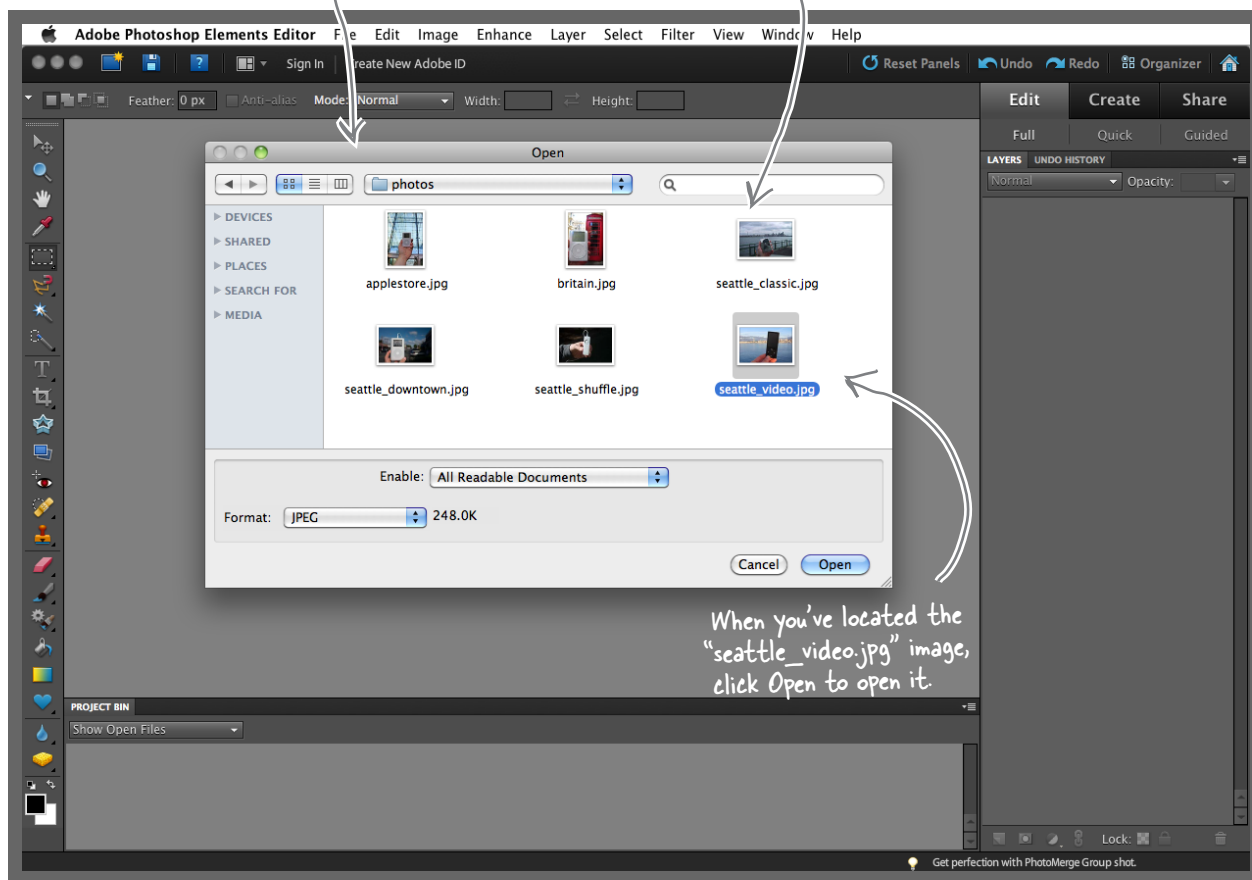 Adobe Photoshop Elements Editor File Edit Image Enhance Layer Select Filter View Window Help
? Sign In Create New Adobe ID Reset Panels Undo Redo Organizer
Feather: 0 px Anti-alias Mode: Normal Width: Height:
Edit Create Share
Full Quick Guided
LAYERS UNDO HISTORY
Normal Opacity:
Open
photos
DEVICES
SHARED
PLACES
SEARCH FOR
MEDIA
applestore.jpg britain.jpg seattle_classic.jpg
seattle_downtown.jpg seattle_shuffle.jpg seattle_video.jpg
Enable: All Readable Documents
Format: JPEG 248.0K
Cancel Open
When you've located the
“seattle_video.jpg” image,
click Open to open it.
T
PROJECT BIN
Show Open Files
Lock:
Get perfection with PhotoMerge Group shot.